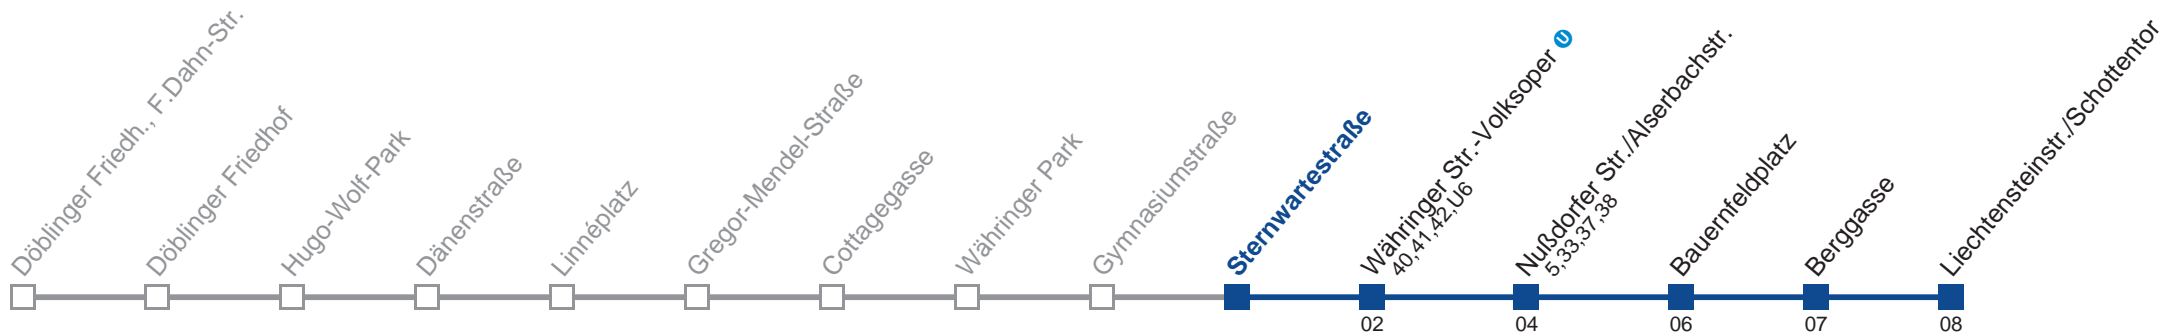 Döblinger Friedh., F.Dahn-Str.
Döblinger Friedhof
Hugo-Wolf-Park
Dänenstraße
Linnéplatz
Gregor-Mendel-Straße
Cottagegasse
Währinger Park
Gymnasiumstraße
Sternwartestraße
Währinger Str.-Volksoper U
40,41,42,U6
Nußdorfer Str./Alserbachstr.
5,33,37,38
Bauernfeldplatz
Berggasse
Liechtensteinstr./Schottentor
02 04 06 07 08